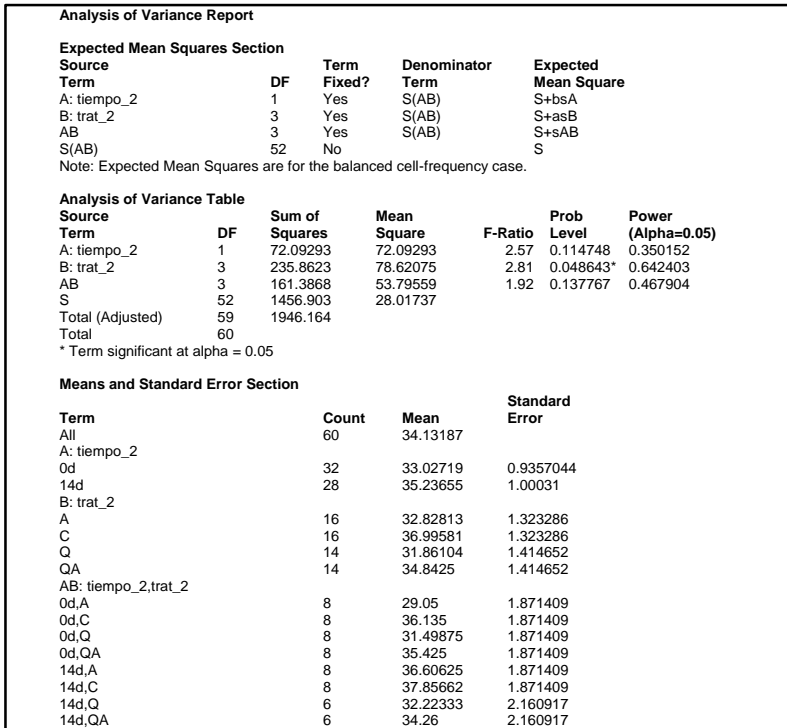 Analysis of Variance Report
Expected Mean Squares Section
Source Term Denominator Expected
Term DF Fixed? Term Mean Square
A: tiempo_2 1 Yes S(AB) S+bsA
B: trat_2 3 Yes S(AB) S+asB
AB 3 Yes S(AB) S+sAB
S(AB) 52 No S
Note: Expected Mean Squares are for the balanced cell-frequency case.
Analysis of Variance Table
Source Sum of Mean Prob Power
Term DF Squares Square F-Ratio Level (Alpha=0.05)
A: tiempo_2 1 72.09293 72.09293 2.57 0.114748 0.350152
B: trat_2 3 235.8623 78.62075 2.81 0.048643* 0.642403
AB 3 161.3868 53.79559 1.92 0.137767 0.467904
S 52 1456.903 28.01737
Total (Adjusted) 59 1946.164
Total 60
* Term significant at alpha = 0.05
Means and Standard Error Section
Standard
Term Count Mean Error
All 60 34.13187
A: tiempo_2
0d 32 33.02719 0.9357044
14d 28 35.23655 1.00031
B: trat_2
A 16 32.82813 1.323286
C 16 36.99581 1.323286
Q 14 31.86104 1.414652
QA 14 34.8425 1.414652
AB: tiempo_2,trat_2
0d,A 8 29.05 1.871409
0d,C 8 36.135 1.871409
0d,Q 8 31.49875 1.871409
0d,QA 8 35.425 1.871409
14d,A 8 36.60625 1.871409
14d,C 8 37.85662 1.871409
14d,Q 6 32.22333 2.160917
14d,QA 6 34.26 2.160917